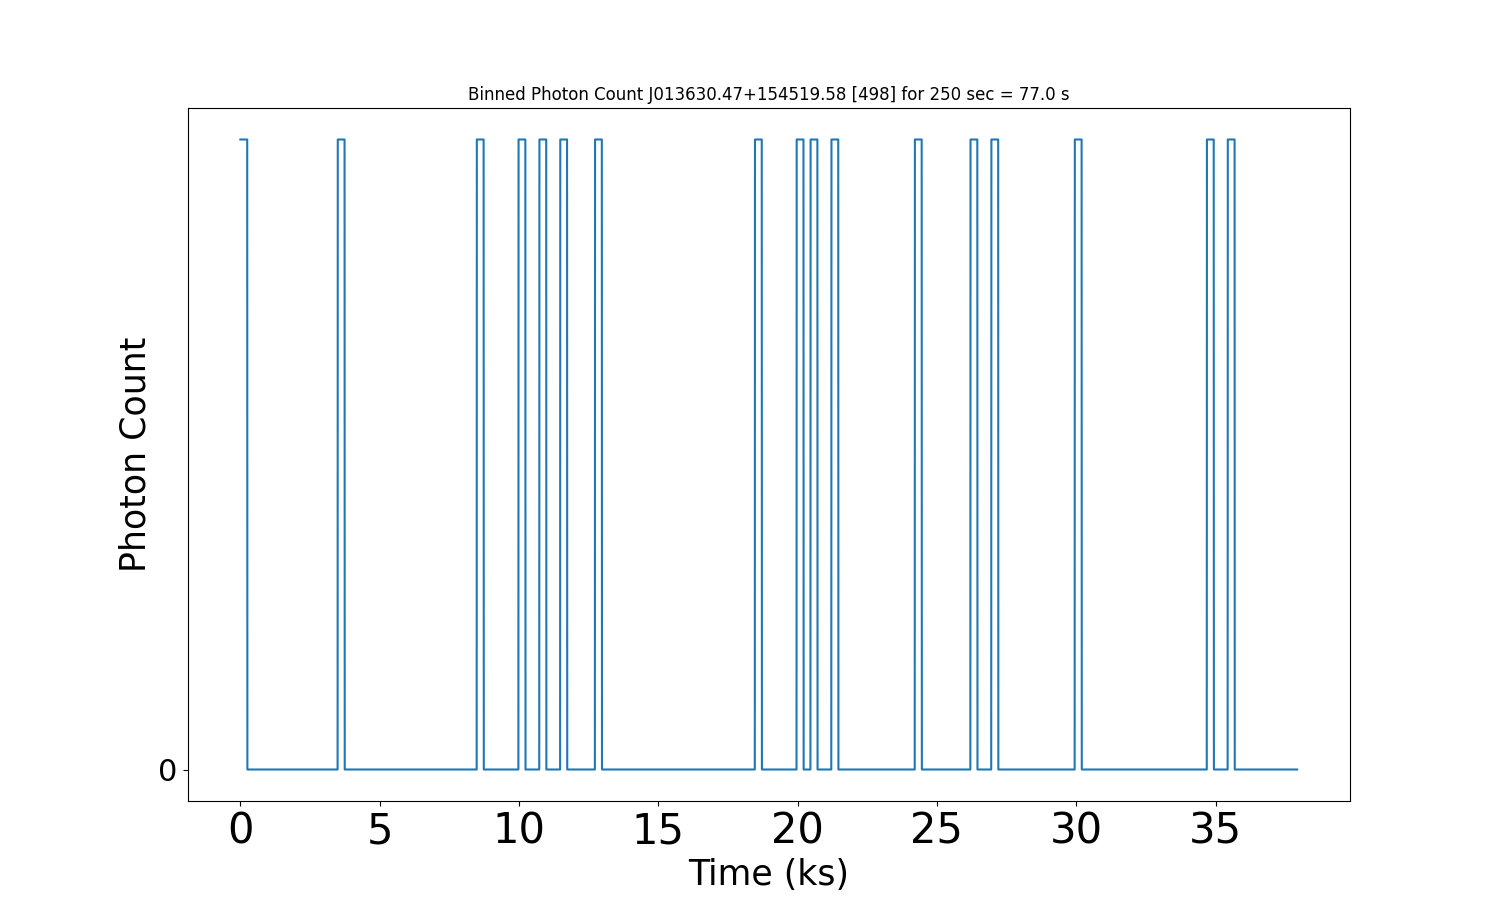 Binned Photon Count J013630.47+154519.58 [498] for 250 sec = 77.0 s
Photon Count
0
0 5 10 15 20 25 30 35
Time (ks)